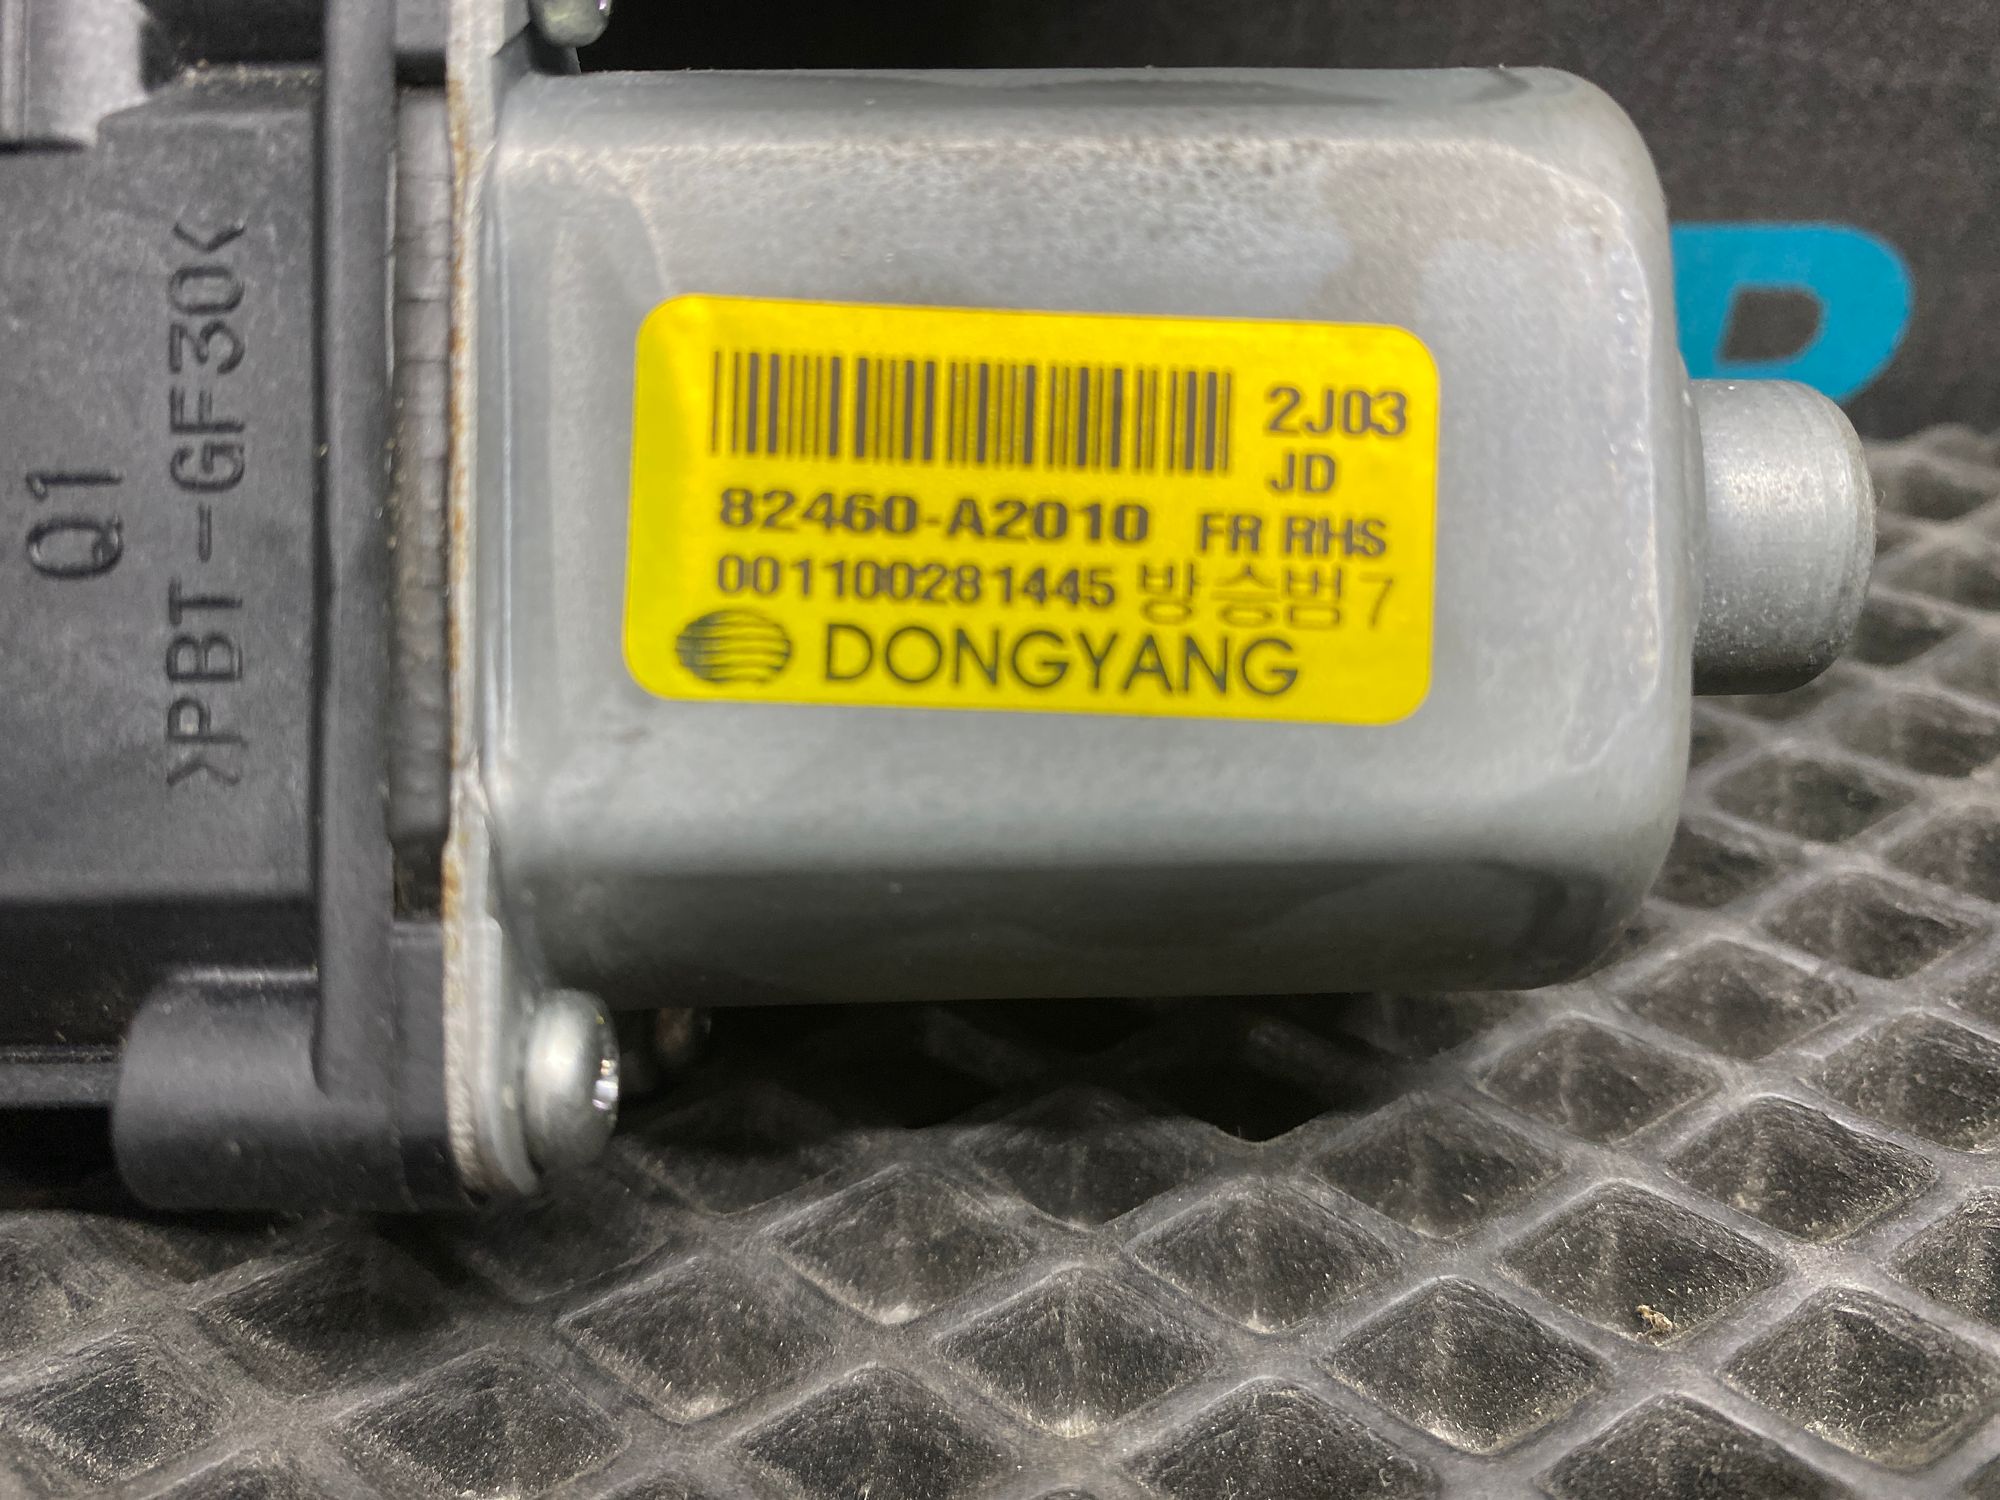 Q1
>PBT-GF30<
2J03
JD
82460-A2010 FR RHS
001100281445 방승범7
DONGYANG